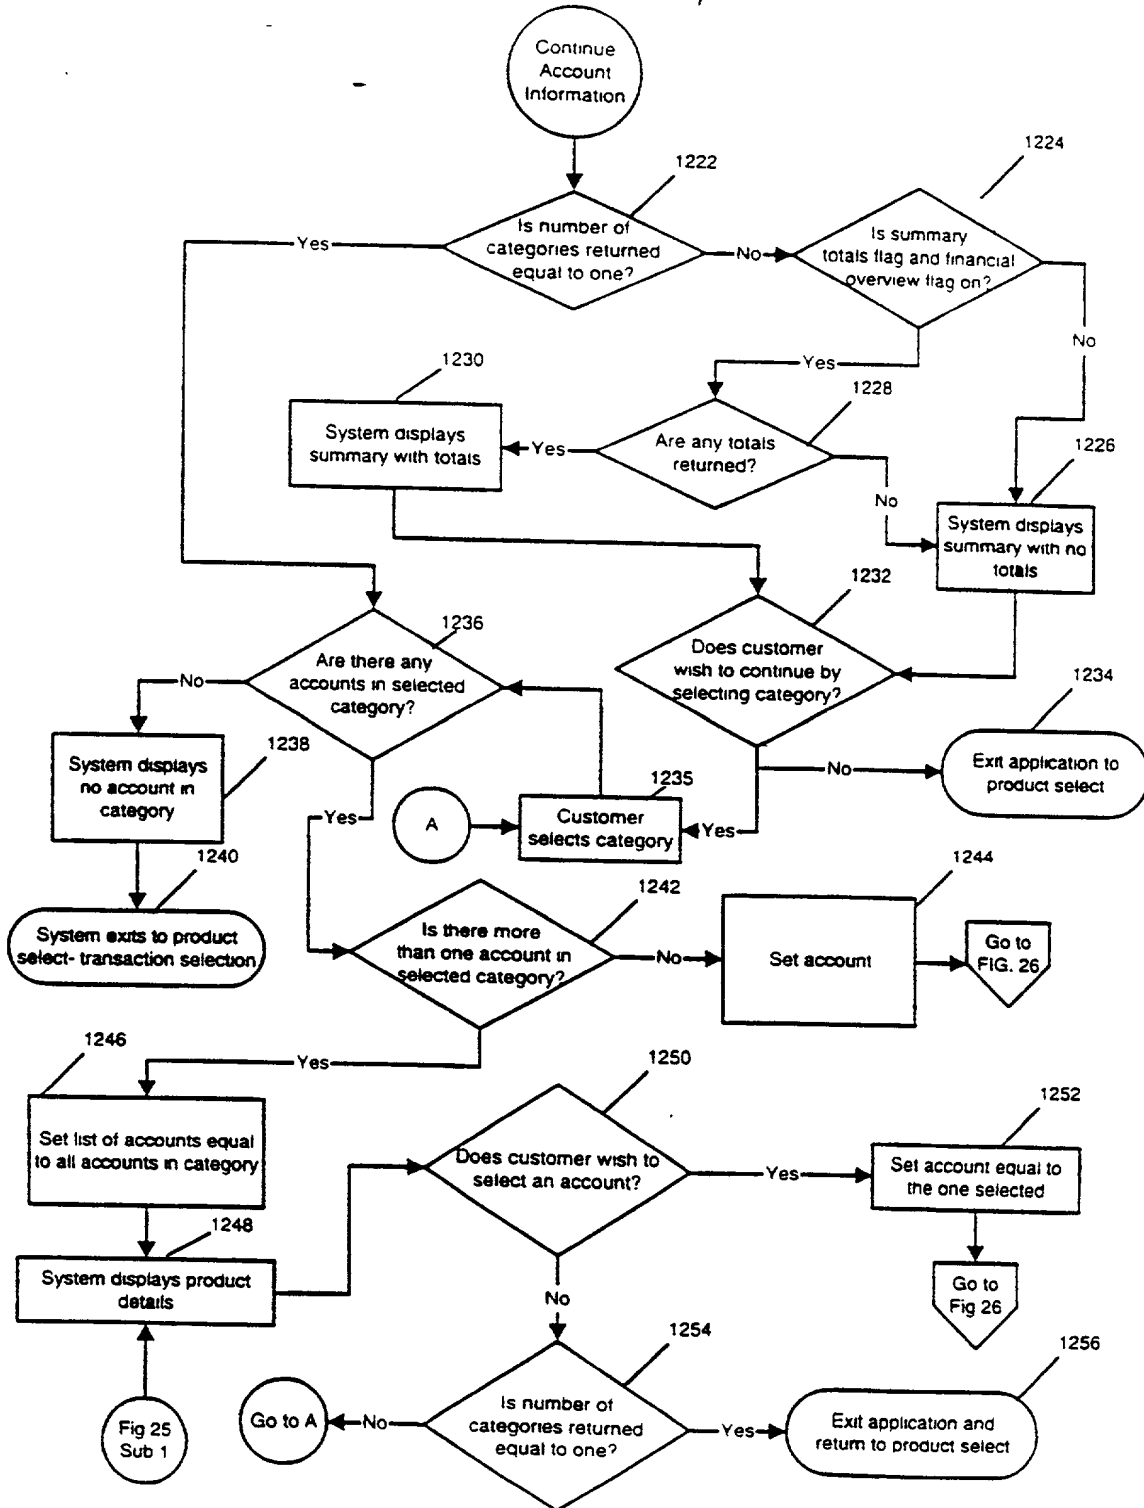 Continue
Account
Information
1222
1224
Is number of
categories returned
equal to one?
Yes
No
Is summary
totals flag and financial
overview flag on?
No
Yes
1230
1228
System displays
summary with totals
Yes
Are any totals
returned?
1226
No
System displays
summary with no
totals
1232
1236
Does customer
wish to continue by
selecting category?
Are there any
accounts in selected
category?
No
1234
1238
System displays
no account in
category
1235
No
Exit application to
product select
Yes
A
Customer
selects category
Yes
1240
1242
1244
System exits to product
select- transaction selection
Is there more
than one account in
selected category?
No
Set account
Go to
FIG. 26
1246
Yes
1250
1252
Set list of accounts equal
to all accounts in category
Does customer wish to
select an account?
Yes
Set account equal to
the one selected
1248
System displays product
details
No
Go to
Fig 26
1254
1256
Fig 25
Sub 1
Go to A
No
Is number of
categories returned
equal to one?
Yes
Exit application and
return to product select